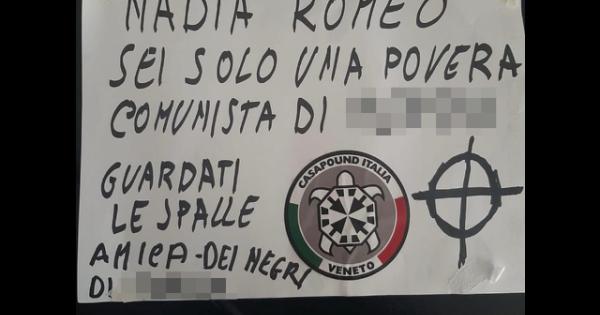 NADIA ROMEO
SEI SOLO UNA POVERA
COMUNISTA DI
GUARDATI
LE SPALLE
AMICA-DEI NEGRI
DI
CASAPOUND ITALIA
VENETO